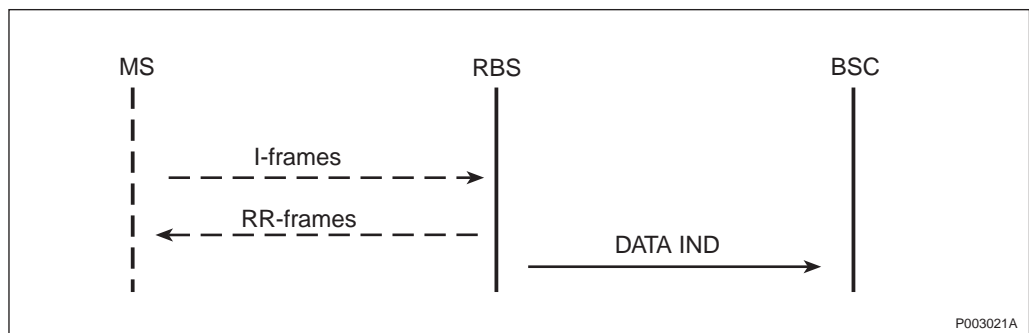 MS RBS BSC
I-frames
RR-frames
DATA IND
P003021A